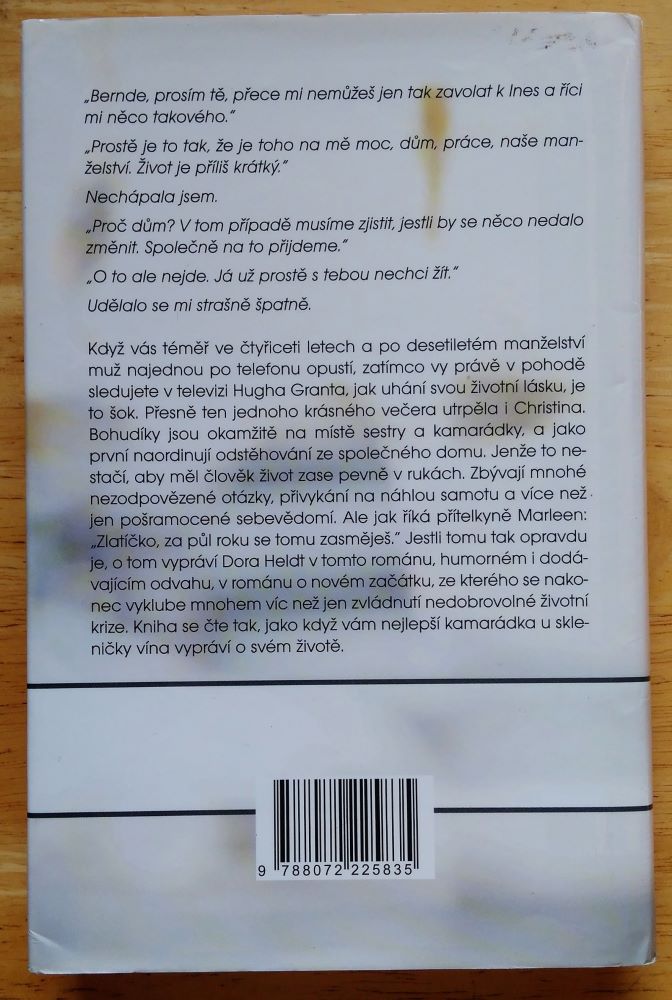 „Bernde, prosím tě, přece mi nemůžeš jen tak zavolat k Ines a říci
mi něco takového.“
„Prostě je to tak, že je toho na mě moc, dům, práce, naše man-
želství. Život je příliš krátký.“
Nechápala jsem.
„Proč dům? V tom případě musíme zjistit, jestli by se něco nedalo
změnit. Společně na to přijdeme.“
„O to ale nejde. Já už prostě s tebou nechci žít.“
Udělalo se mi strašně špatně.
Když vás téměř ve čtyřiceti letech a po desetiletém manželství
muž najednou po telefonu opustí, zatímco vy právě v pohodě
sledujete v televizi Hugha Granta, jak uhání svou životní lásku, je
to šok. Přesně ten jednoho krásného večera utrpěla i Christina.
Bohudíky jsou okamžitě na místě sestry a kamarádky, a jako
první naordinují odstěhování ze společného domu. Jenže to ne-
stačí, aby měl člověk život zase pevně v rukách. Zbývají mnohé
nezodpovězené otázky, přivykání na náhlou samotu a více než
jen pošramocené sebevědomí. Ale jak říká přítelkyně Marleen:
„Zlatíčko, za půl roku se tomu zasměješ.“ Jestli tomu tak opravdu
je, o tom vypráví Dora Heldt v tomto románu, humorném i dodá-
vajícím odvahu, v románu o novém začátku, ze kterého se nako-
nec vyklube mnohem víc než jen zvládnutí nedobrovolné životní
krize. Kniha se čte tak, jako když vám nejlepší kamarádka u skle-
ničky vína vypráví o svém životě.
9 788072 225835